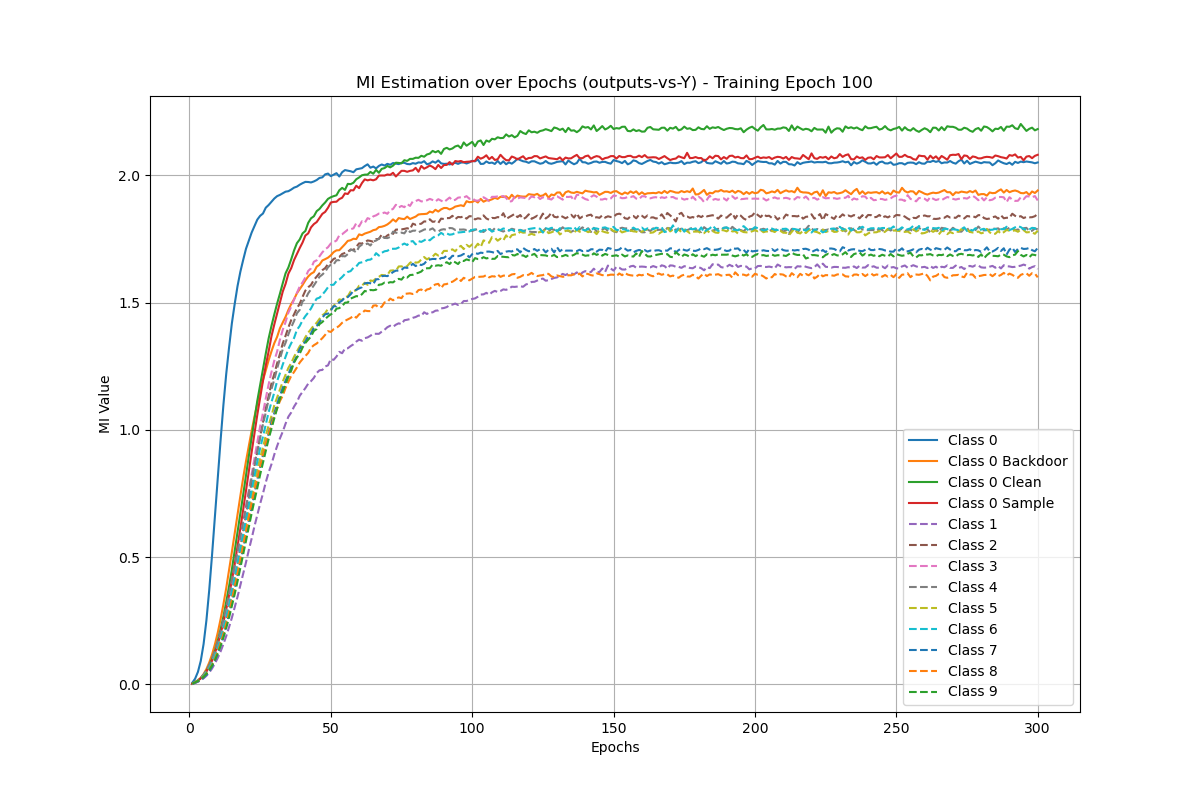 MI Estimation over Epochs (outputs-vs-Y) - Training Epoch 100
MI Value
2.0
1.5
1.0
0.5
0.0
0 50 100 150 200 250 300
Epochs
Class 0
Class 0 Backdoor
Class 0 Clean
Class 0 Sample
Class 1
Class 2
Class 3
Class 4
Class 5
Class 6
Class 7
Class 8
Class 9